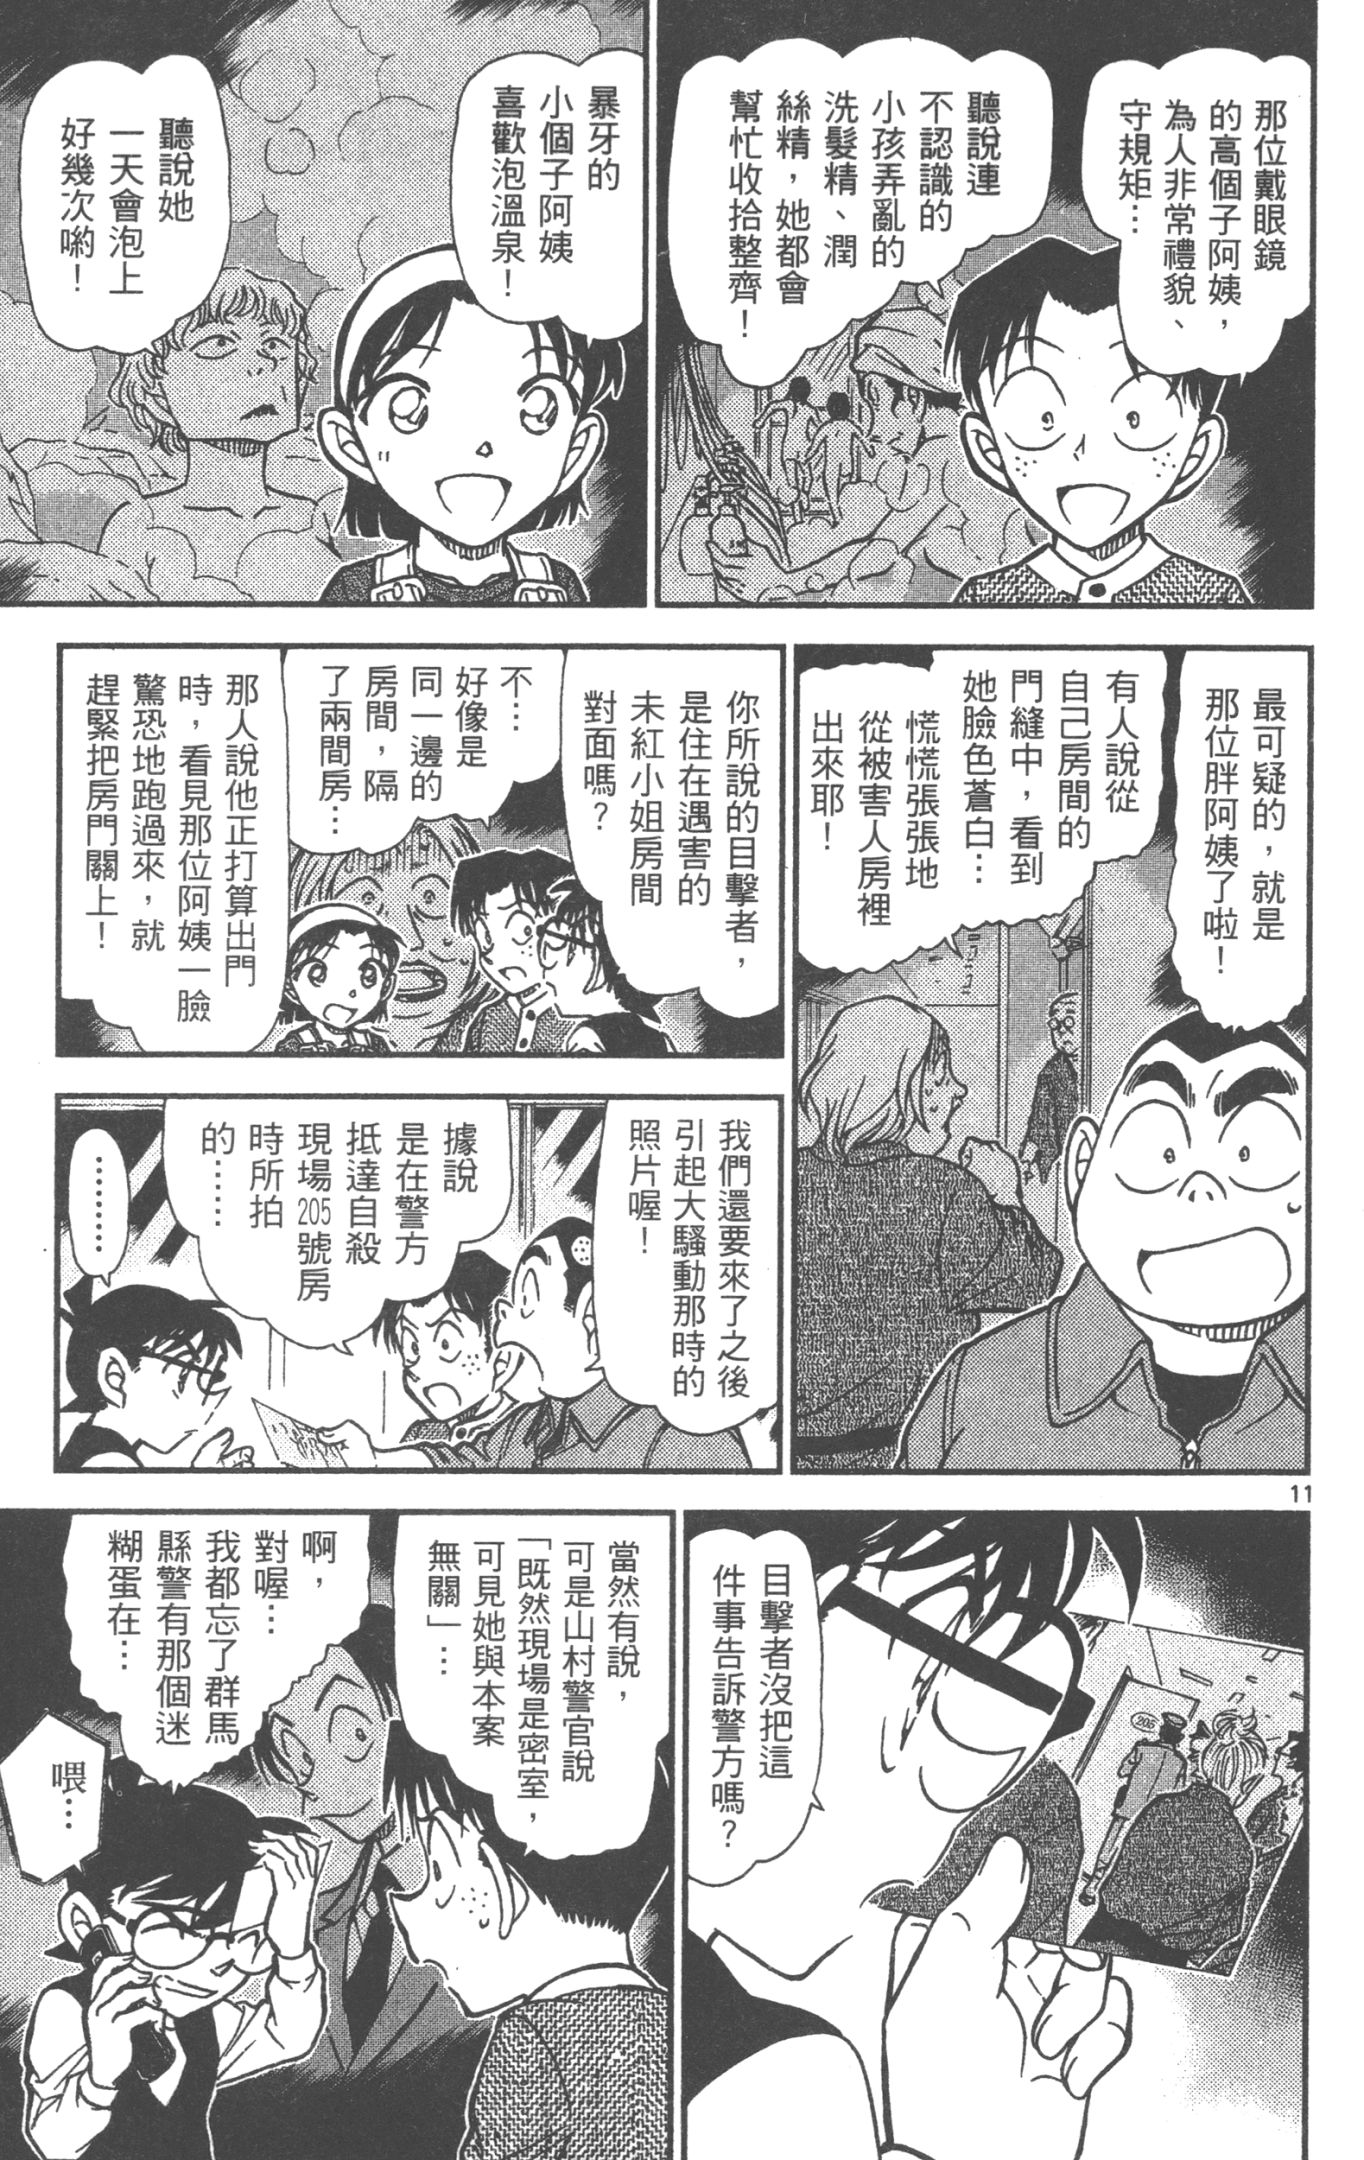 那位戴眼鏡
的高個子阿姨，
為人非常禮貌、
守規矩…
聽說連
不認識的
小孩弄亂的
洗髮精、潤
絲精，她都會
幫忙收拾整齊！
暴牙的
小個子阿姨
喜歡泡溫泉！
聽說她
一天會泡上
好幾次喲！
最可疑的，就是
那位胖阿姨了啦！
有人說從
自己房間的
門縫中，看到
她臉色蒼白…
慌慌張張地
從被害人房裡
出來耶！
你所說的目擊者，
是住在遇害的
未紅小姐房間
對面嗎？
不…
好像是
同一邊的
房間，隔
了兩間房…
那人說他正打算出門
時，看見那位阿姨一臉
驚恐地跑過來，就
趕緊把房門關上！
我們還要來了之後
引起大騷動那時的
照片喔！
據說
是在警方
抵達自殺
現場205號房
時所拍
的……
………
11
目擊者沒把這
件事告訴警方嗎？
205
當然有說，
可是山村警官說
「既然現場是密室，
可見她與本案
無關」…
啊，
對喔…
我都忘了群馬
縣警有那個迷
糊蛋在…
喂…